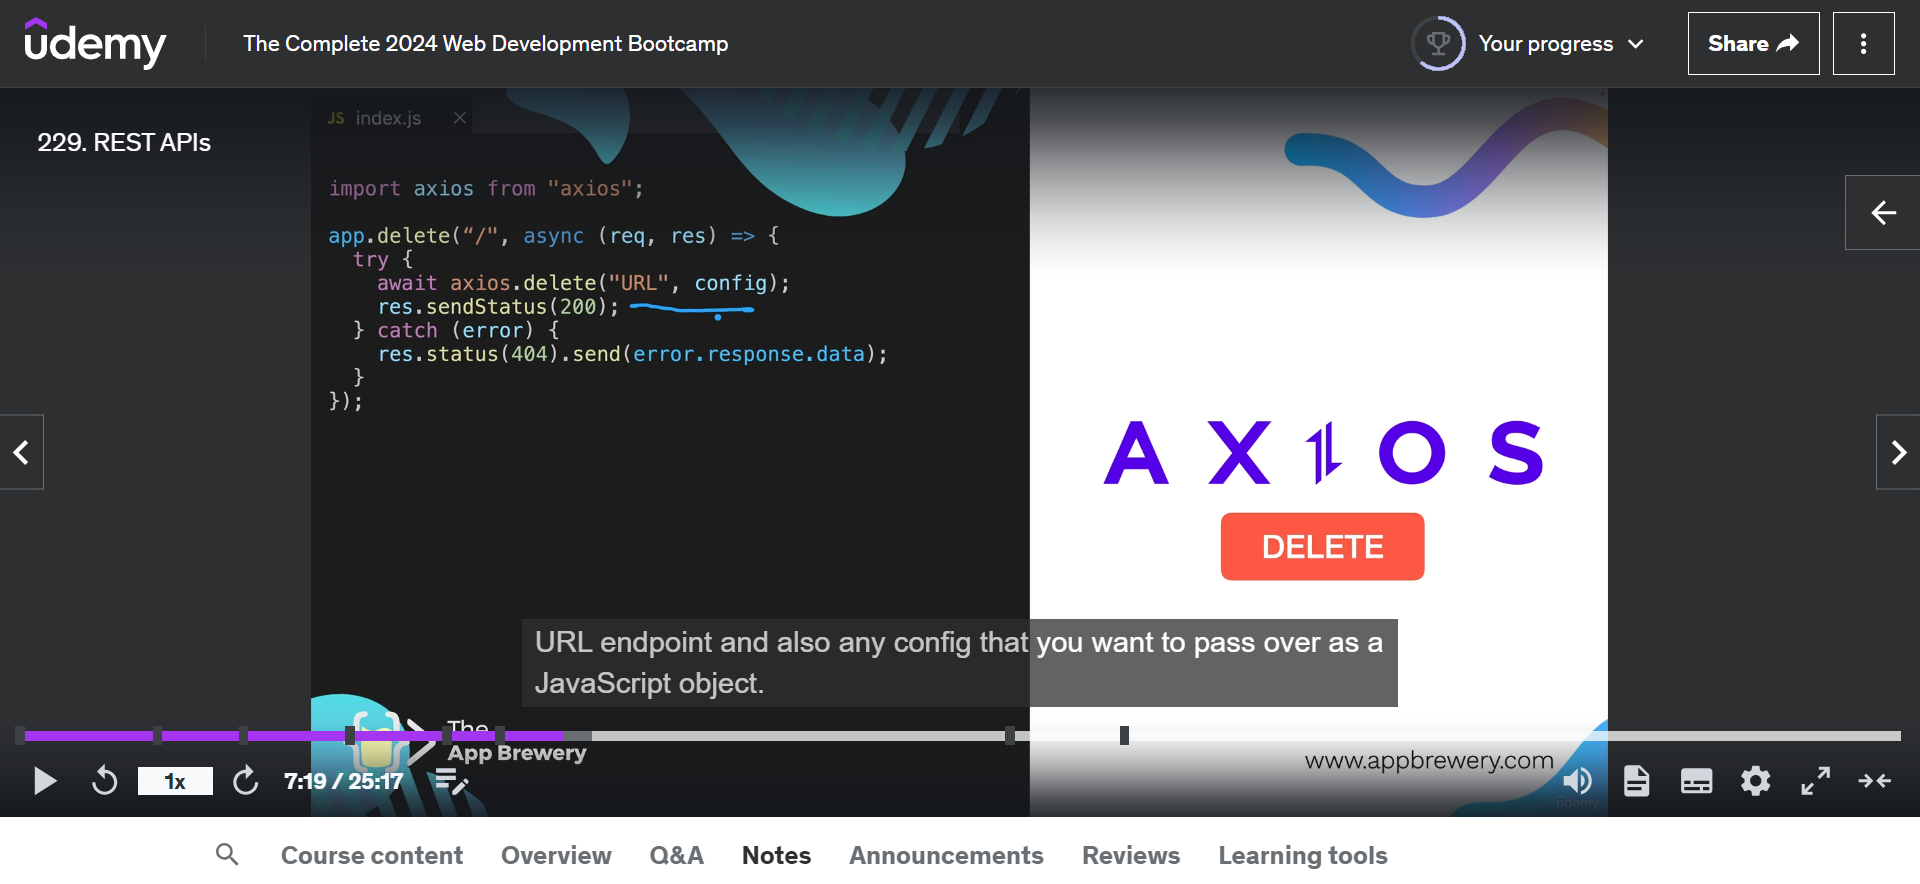 udemy
The Complete 2024 Web Development Bootcamp
Your progress
Share
229. REST APIs
JS index.js
import axios from "axios";
app.delete(“/", async (req, res) => {
try {
await axios.delete("URL", config);
res.sendStatus(200);
} catch (error) {
res.status(404).send(error.response.data);
}
});
AXIOS
DELETE
URL endpoint and also any config that you want to pass over as a
JavaScript object.
The
App Brewery
www.appbrewery.com
1x
7:19 / 25:17
udemy
Course content
Overview
Q&A
Notes
Announcements
Reviews
Learning tools